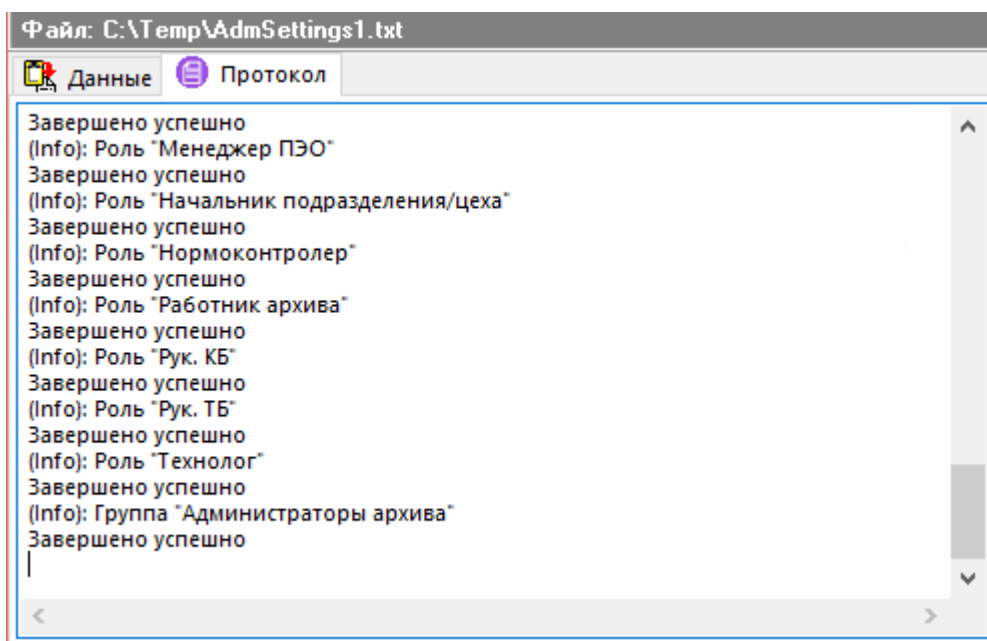 Файл: C:\Temp\AdmSettings1.txt
Данные Протокол
Завершено успешно
(Info): Роль "Менеджер ПЭО"
Завершено успешно
(Info): Роль "Начальник подразделения/цеха"
Завершено успешно
(Info): Роль "Нормоконтролер"
Завершено успешно
(Info): Роль "Работник архива"
Завершено успешно
(Info): Роль "Рук. КБ"
Завершено успешно
(Info): Роль "Рук. ТБ"
Завершено успешно
(Info): Роль "Технолог"
Завершено успешно
(Info): Группа "Администраторы архива"
Завершено успешно